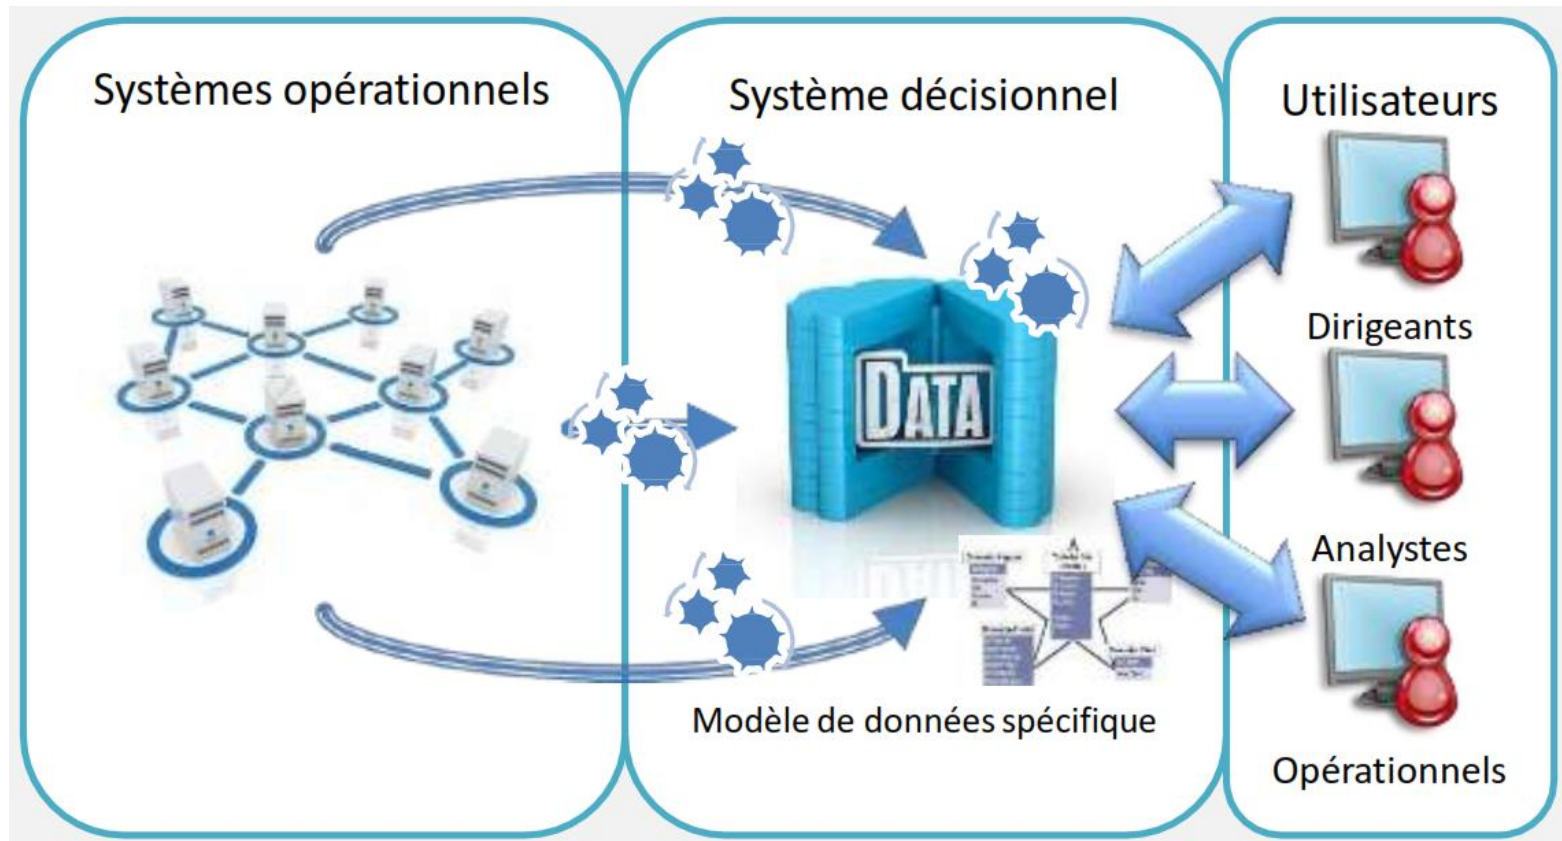 Systèmes opérationnels
Système décisionnel
DATA
Modèle de données spécifique
Utilisateurs
Dirigeants
Analystes
Opérationnels